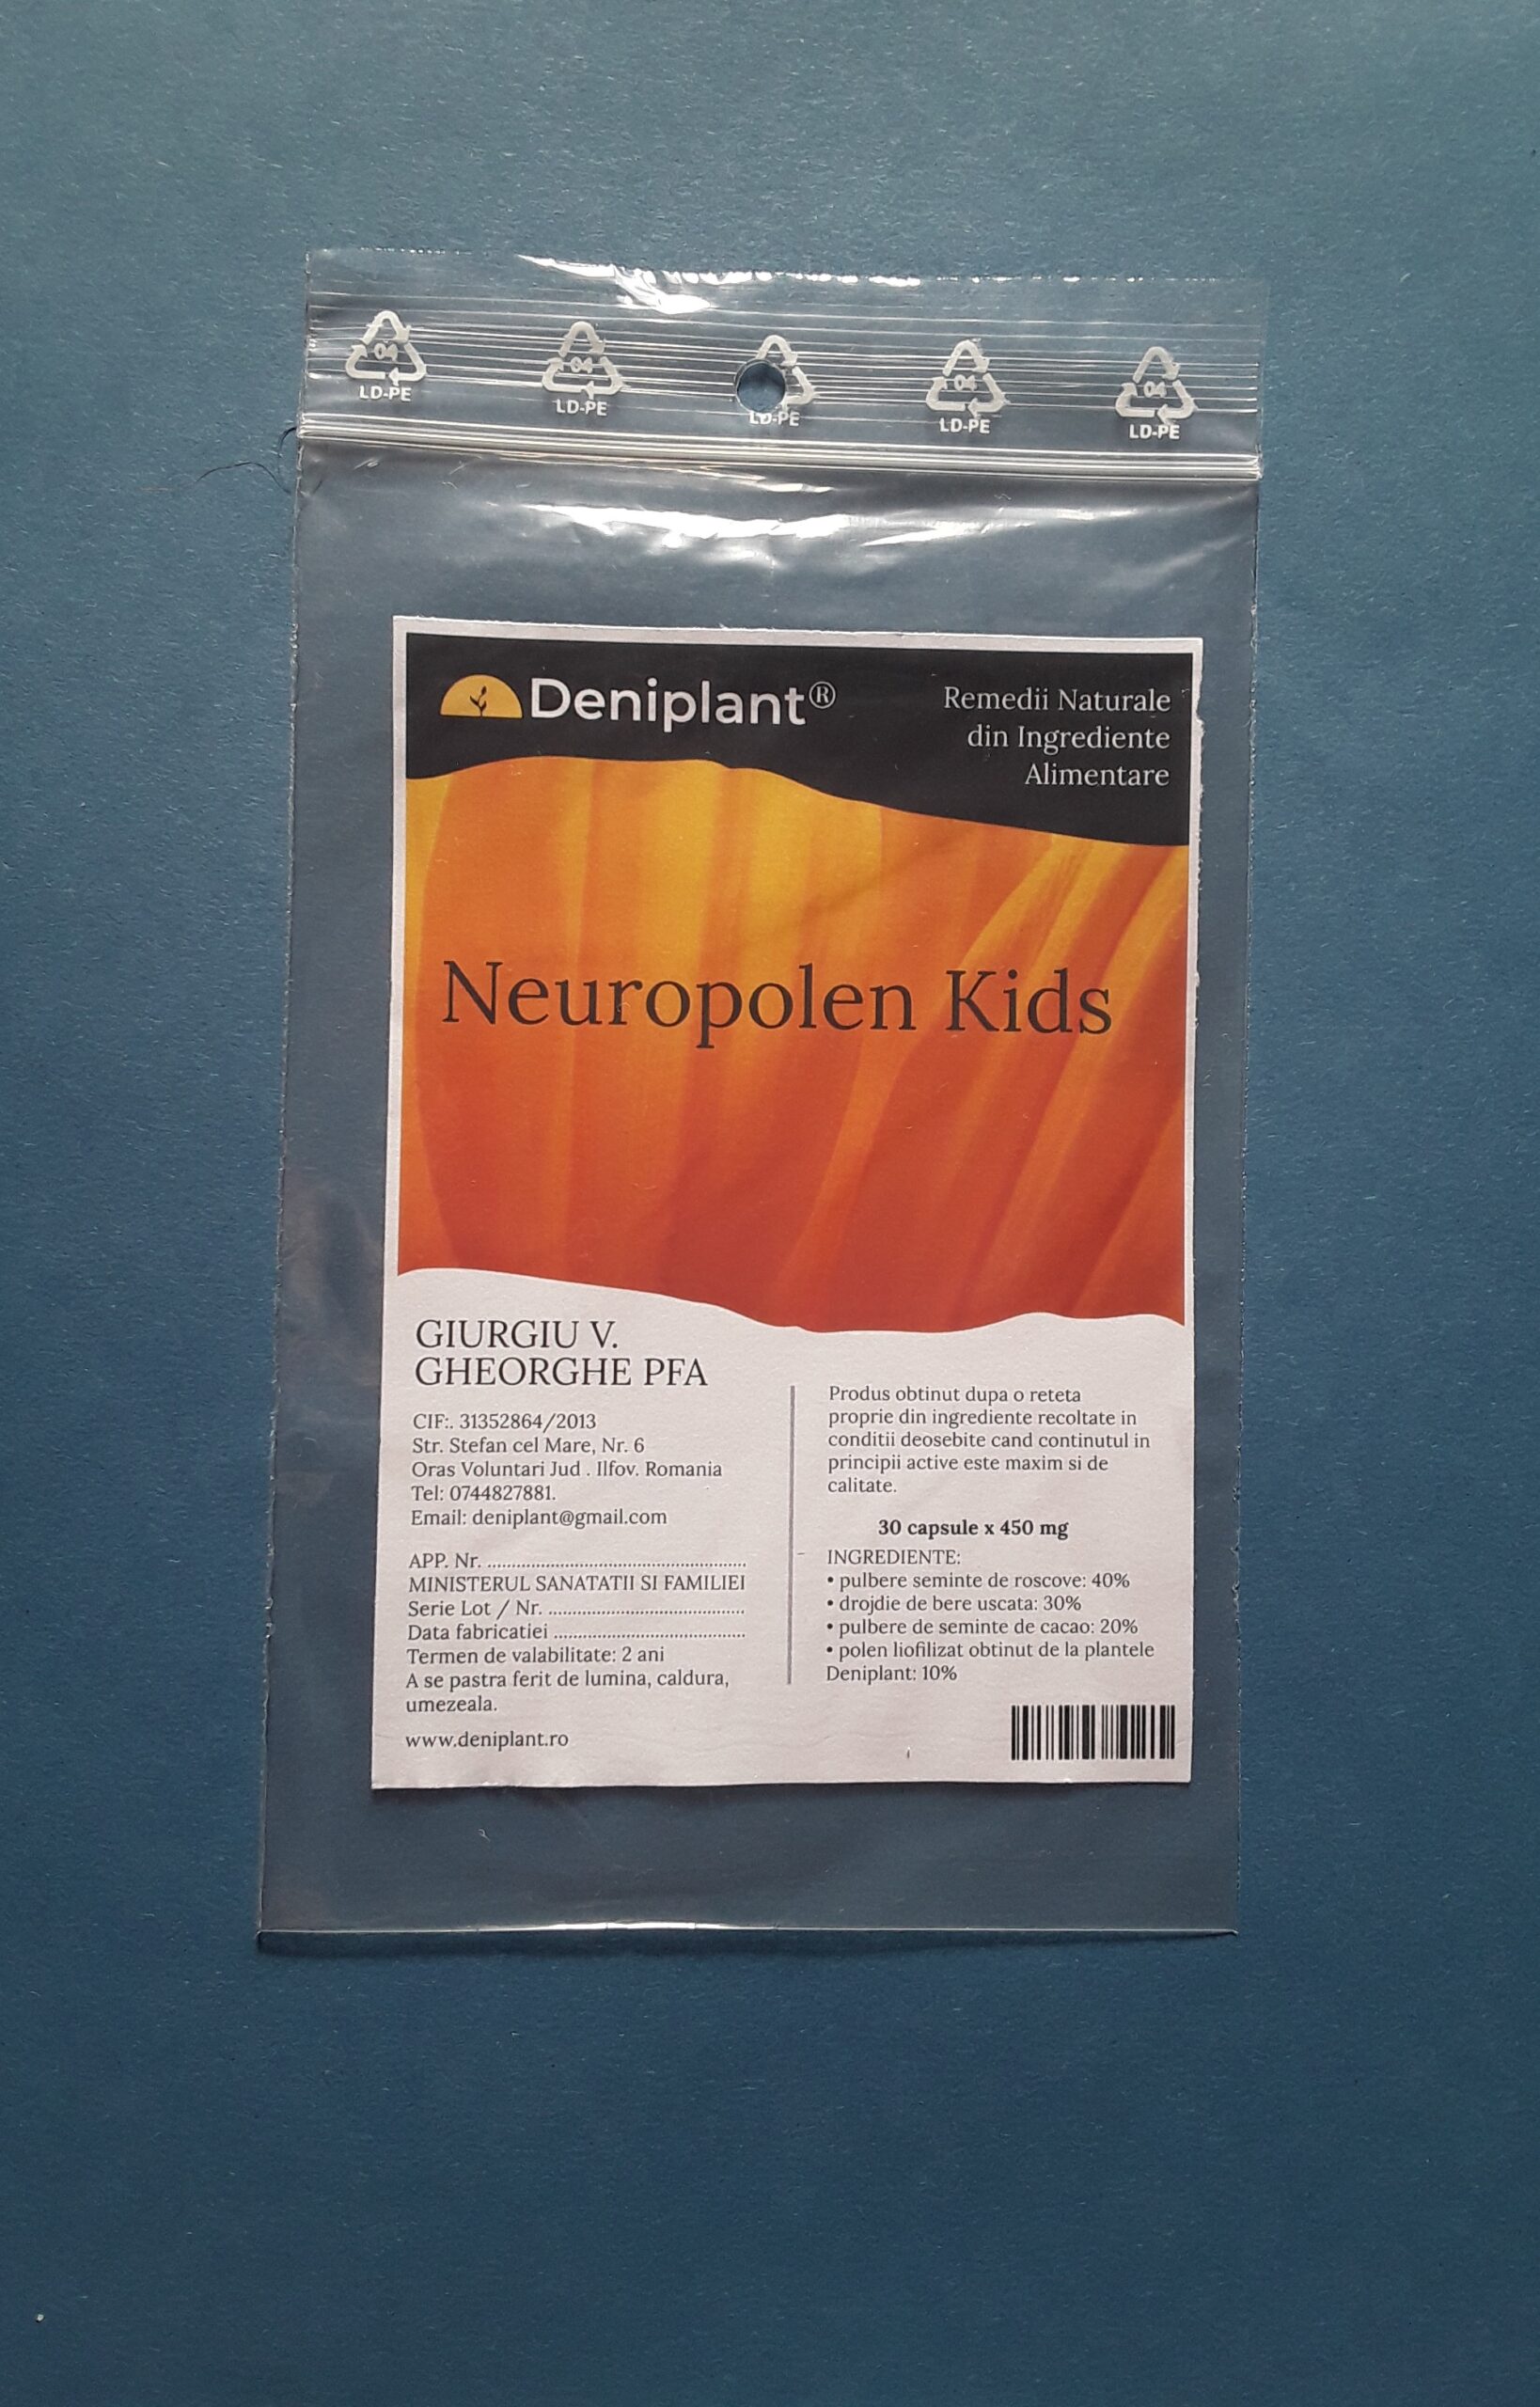 04
LD-PE
04
LD-PE
LD-PE
04
LD-PE
04
LD-PE
Deniplant®
Remedii Naturale
din Ingrediente
Alimentare
Neuropolen Kids
GIURGIU V.
GHEORGHE PFA
CIF:. 31352864/2013
Str. Stefan cel Mare, Nr. 6
Oras Voluntari Jud . Ilfov. Romania
Tel: 0744827881.
Email: deniplant@gmail.com
APP. Nr. ................................................
MINISTERUL SANATATII SI FAMILIEI
Serie Lot / Nr. .....................................
Data fabricatiei ....................................
Termen de valabilitate: 2 ani
A se pastra ferit de lumina, caldura,
umezeala.
www.deniplant.ro
Produs obtinut dupa o reteta
proprie din ingrediente recoltate in
conditii deosebite cand continutul in
principii active este maxim si de
calitate.
30 capsule x 450 mg
INGREDIENTE:
• pulbere seminte de roscove: 40%
• drojdie de bere uscata: 30%
• pulbere de seminte de cacao: 20%
• polen liofilizat obtinut de la plantele
Deniplant: 10%